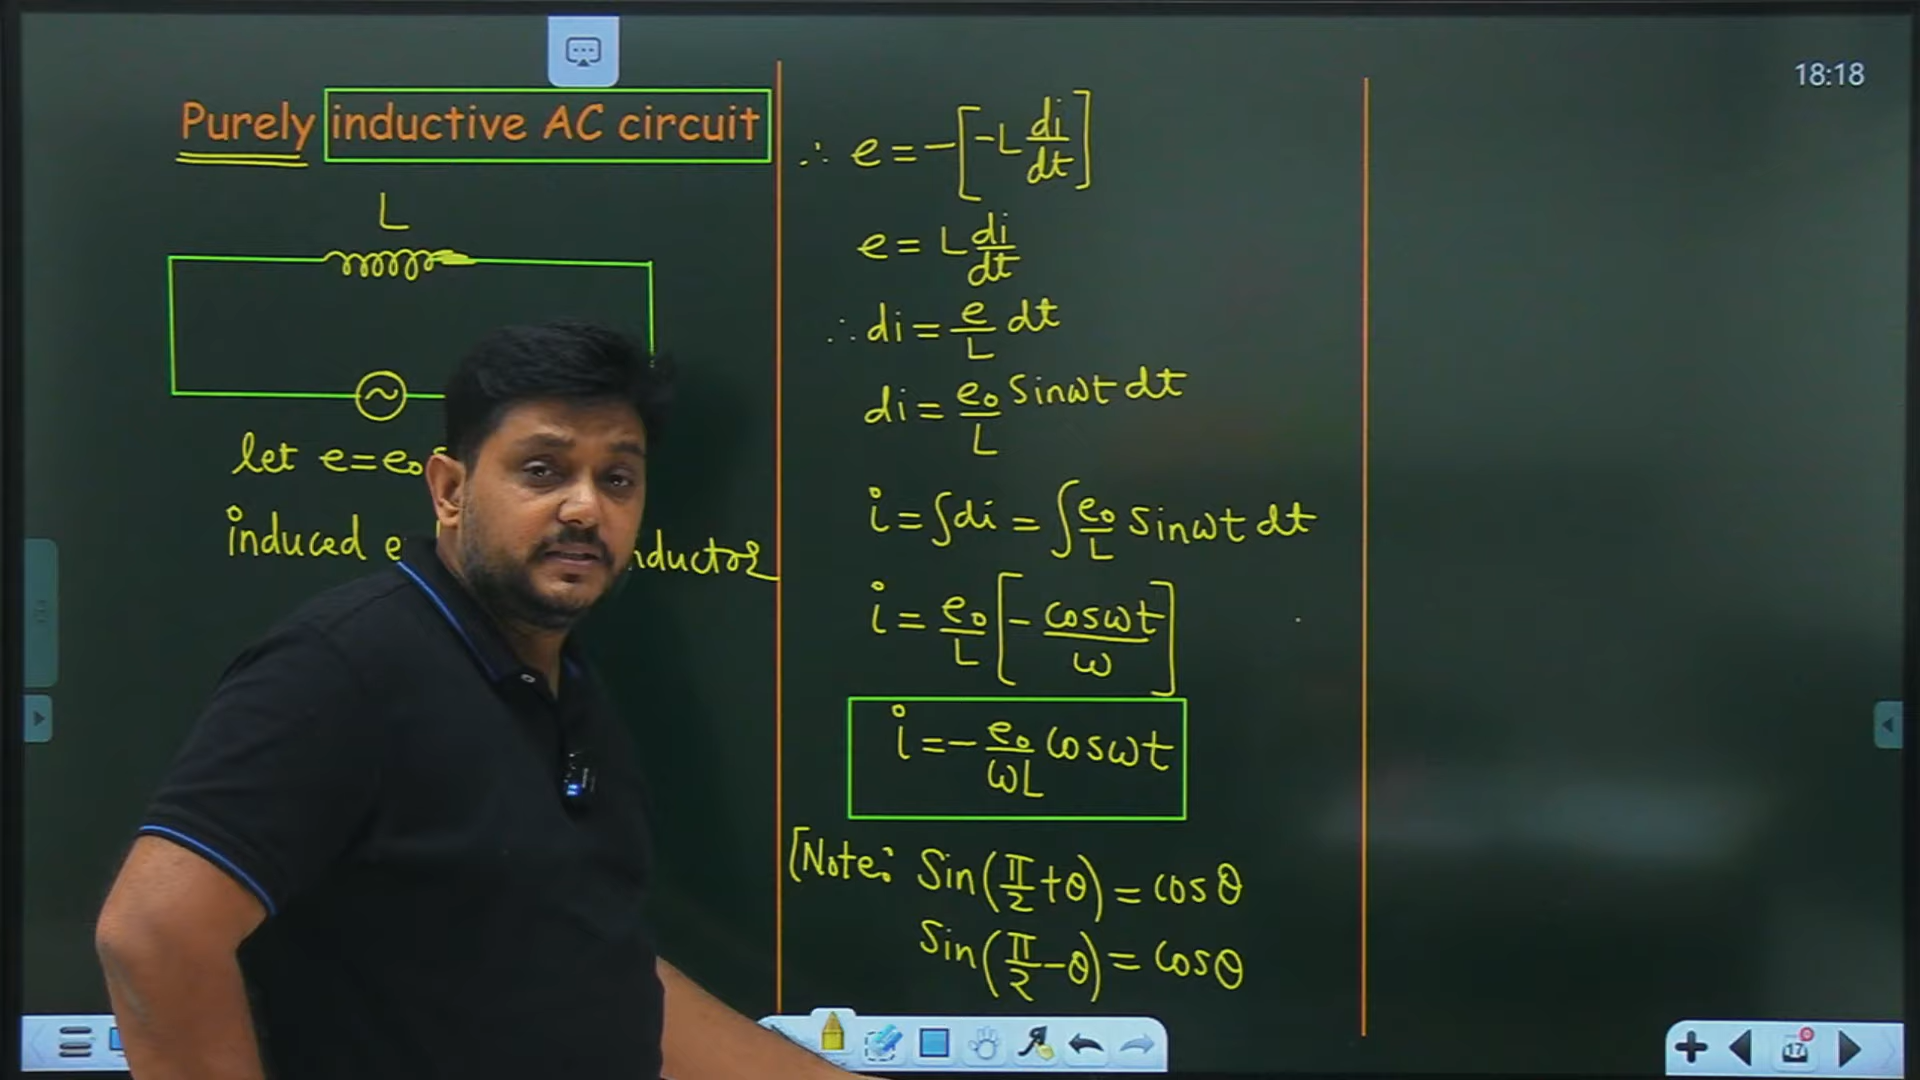 Purely inductive AC circuit
L
let e=e₀
induced e
∴ e = -[-L di/dt]
e = L di/dt
∴ di = e/L dt
di = e₀/L sinωt dt
i = ∫di = ∫e₀/L sinωt dt
i = e₀/L [- cosωt/ω]
i = - e₀/ωL cosωt
[Note: Sin(π/2+θ) = cosθ
Sin(π/2-θ) = cosθ
18:18
17